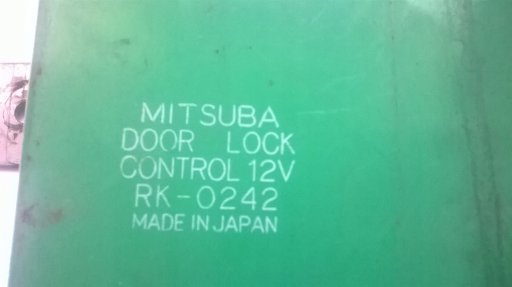 MITSUBA
DOOR LOCK
CONTROL 12V
RK-0242
MADE IN JAPAN